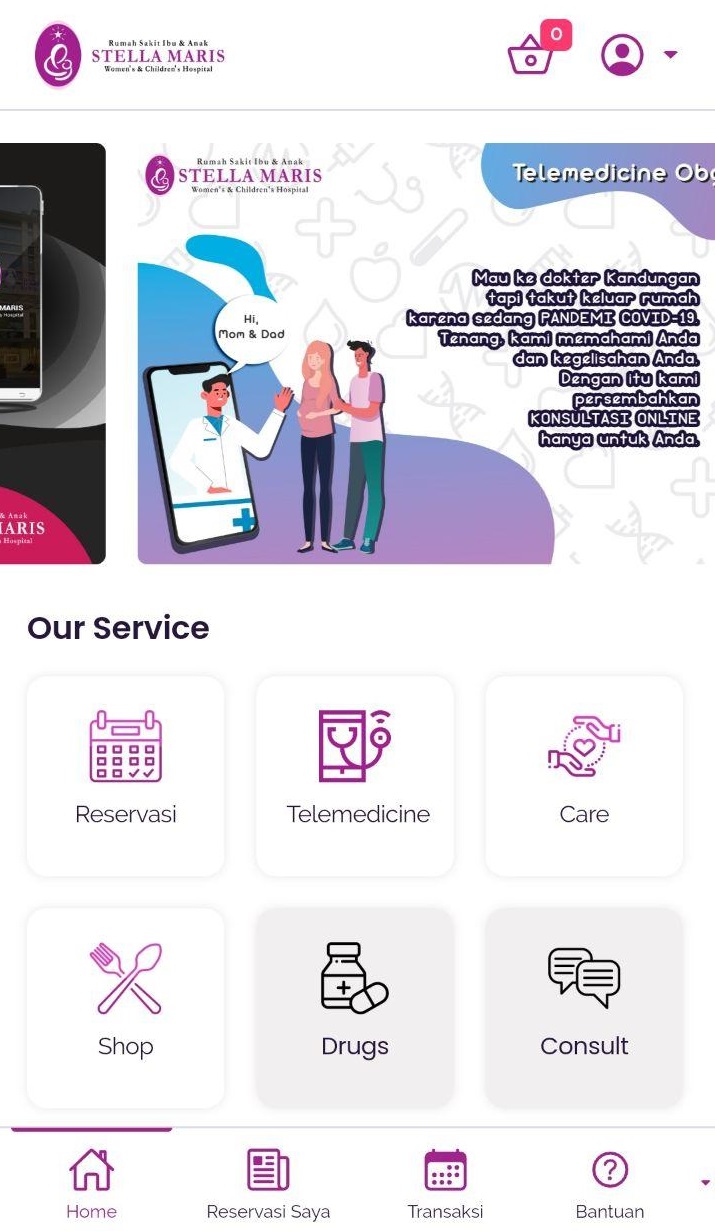 Rumah Sakit Ibu & Anak
STELLA MARIS
Women's & Children's Hospital
0
MARIS
& Anak
MARIS
Hospital
Rumah Sakit Ibu & Anak
STELLA MARIS
Women's & Children's Hospital
Telemedicine Obg
Hi,
Mom & Dad
Mau ke dokter Kandungan
tapi takut keluar rumah
karena sedang PANDEMI COVID-19.
Tenang, kami memahami Anda
dan kegelisahan Anda.
Dengan itu kami
persembahkan
KONSULTASI ONLINE
hanya untuk Anda.
Our Service
Reservasi
Telemedicine
Care
Shop
Drugs
Consult
Home
Reservasi Saya
Transaksi
Bantuan